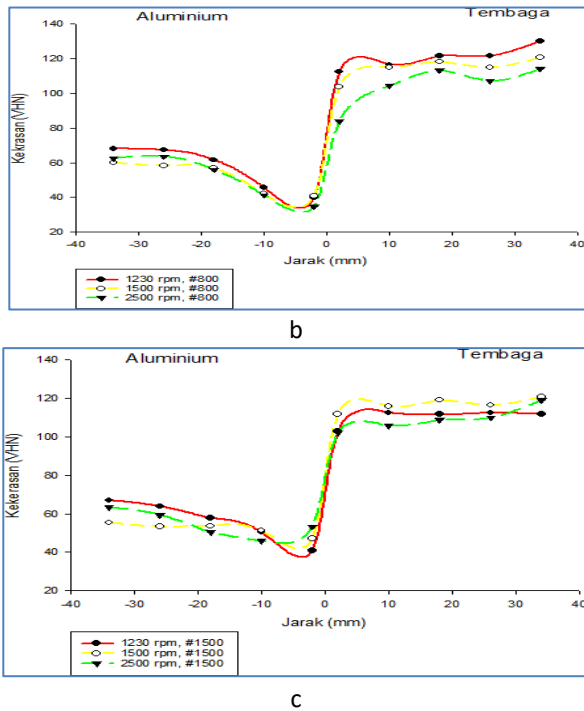 Aluminium Tembaga
140
120
100
80
60
40
20
Kekrasan (VHN)
-40 -30 -20 -10 0 10 20 30 40
Jarak (mm)
1230 rpm, #800
1500 rpm, #800
2500 rpm, #800
b
Aluminium Tembaga
140
120
100
80
60
40
20
Kekerasan (VHN)
-40 -30 -20 -10 0 10 20 30 40
Jarak (mm)
1230 rpm, #1500
1500 rpm, #1500
2500 rpm, #1500
c